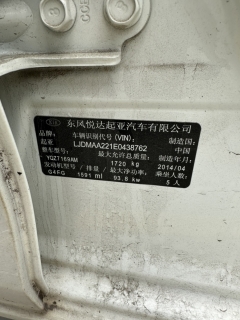 东风悦达起亚汽车有限公司
车辆识别代号(VIN): 制造国:
起亚 LJDMAA221E0438762 中国
整车型号: 最大允许总质量: 制造年月:
YQZ7169AM 1720 kg 2014/04
发动机型号/排量: 最大净功率: 乘坐人数:
G4FG 1591 ml 93.8 kw 5 人